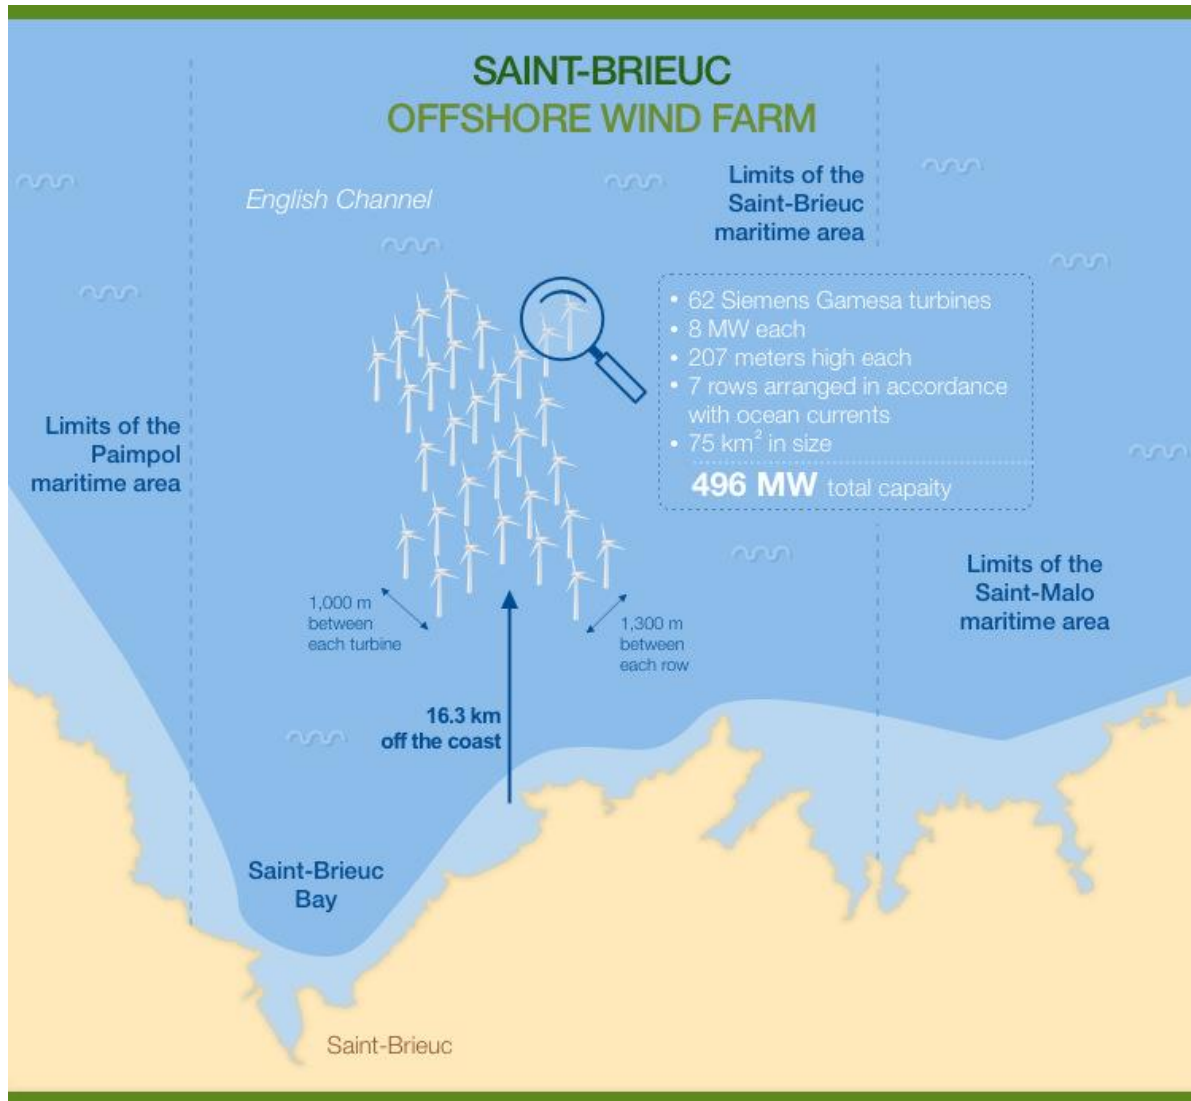 SAINT-BRIEUC
OFFSHORE WIND FARM
English Channel
Limits of the
Saint-Brieuc
maritime area
• 62 Siemens Gamesa turbines
• 8 MW each
• 207 meters high each
• 7 rows arranged in accordance
with ocean currents
• 75 km² in size
496 MW total capaity
Limits of the
Paimpol
maritime area
Limits of the
Saint-Malo
maritime area
1,000 m
between
each turbine
1,300 m
between
each row
16.3 km
off the coast
Saint-Brieuc
Bay
Saint-Brieuc